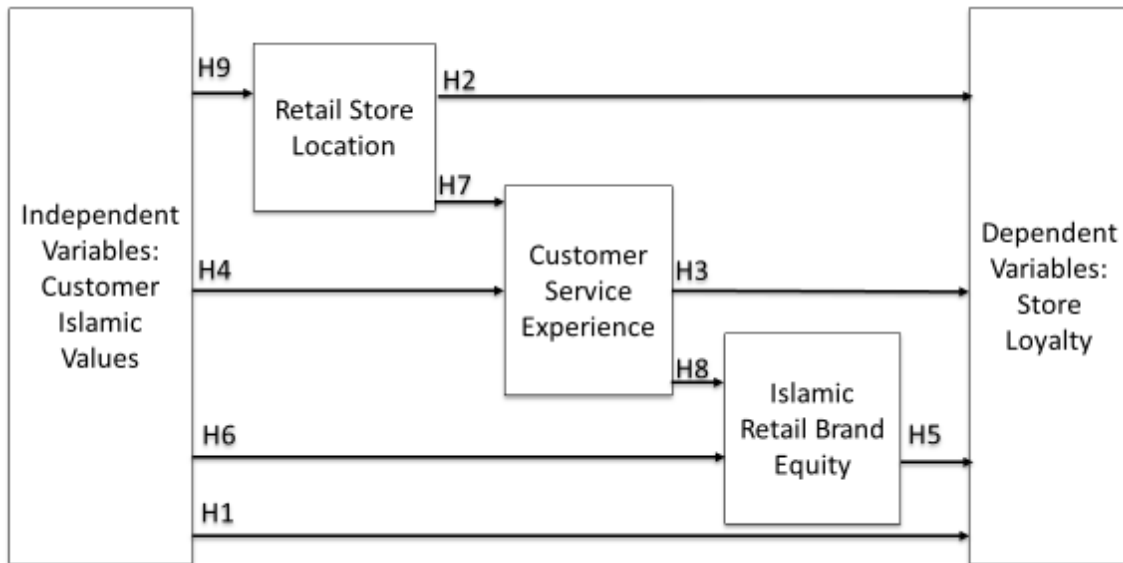 H9
H2
Retail Store
Location
H7
Independent
Variables:
Customer
Islamic
Values
H4
Customer
Service
Experience
H3
Dependent
Variables:
Store
Loyalty
H8
Islamic
Retail Brand
Equity
H6
H5
H1